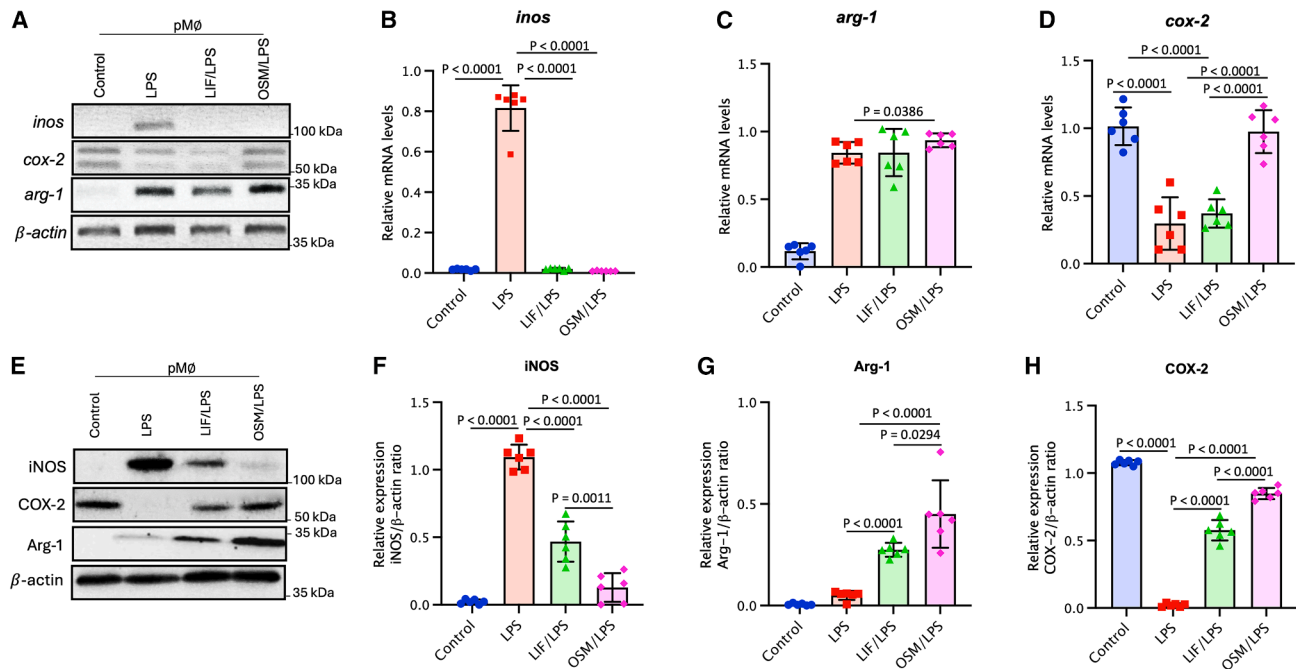 A
pMø
Control
LPS
LIF/LPS
OSM/LPS
inos
100 kDa
cox-2
50 kDa
arg-1
35 kDa
β-actin
35 kDa
B
inos
Relative mRNA levels
P < 0.0001
P < 0.0001
P < 0.0001
1.0
0.8
0.6
0.4
0.2
0.0
Control
LPS
LIF/LPS
OSM/LPS
C
arg-1
Relative mRNA levels
P = 0.0386
1.5
1.0
0.5
0.0
Control
LPS
LIF/LPS
OSM/LPS
D
cox-2
Relative mRNA levels
P < 0.0001
P < 0.0001
P < 0.0001
P < 0.0001
1.5
1.0
0.5
0.0
Control
LPS
LIF/LPS
OSM/LPS
E
pMø
Control
LPS
LIF/LPS
OSM/LPS
iNOS
100 kDa
COX-2
50 kDa
Arg-1
35 kDa
β-actin
35 kDa
F
iNOS
Relative expression
iNOS/β-actin ratio
P < 0.0001
P < 0.0001
P < 0.0001
P = 0.0011
1.5
1.0
0.5
0.0
Control
LPS
LIF/LPS
OSM/LPS
G
Arg-1
Relative expression
Arg-1/β-actin ratio
P < 0.0001
P = 0.0294
P < 0.0001
1.0
0.5
0.0
Control
LPS
LIF/LPS
OSM/LPS
H
COX-2
Relative expression
COX-2/β-actin ratio
P < 0.0001
P < 0.0001
P < 0.0001
P < 0.0001
1.5
1.0
0.5
0.0
Control
LPS
LIF/LPS
OSM/LPS